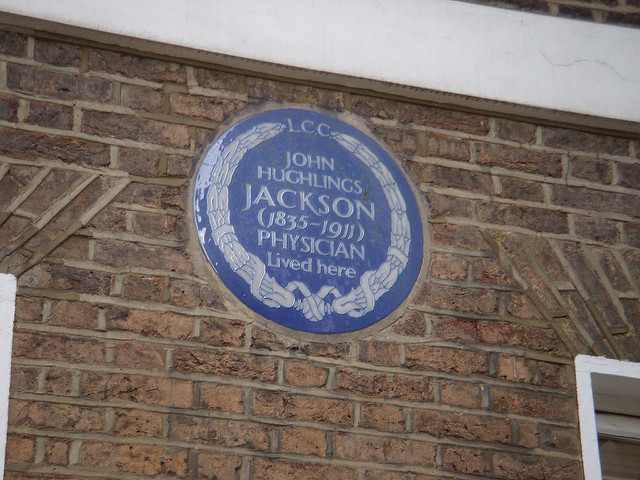 L.C.C.
JOHN
HUGHLINGS
JACKSON
(1835-1911)
PHYSICIAN
Lived here